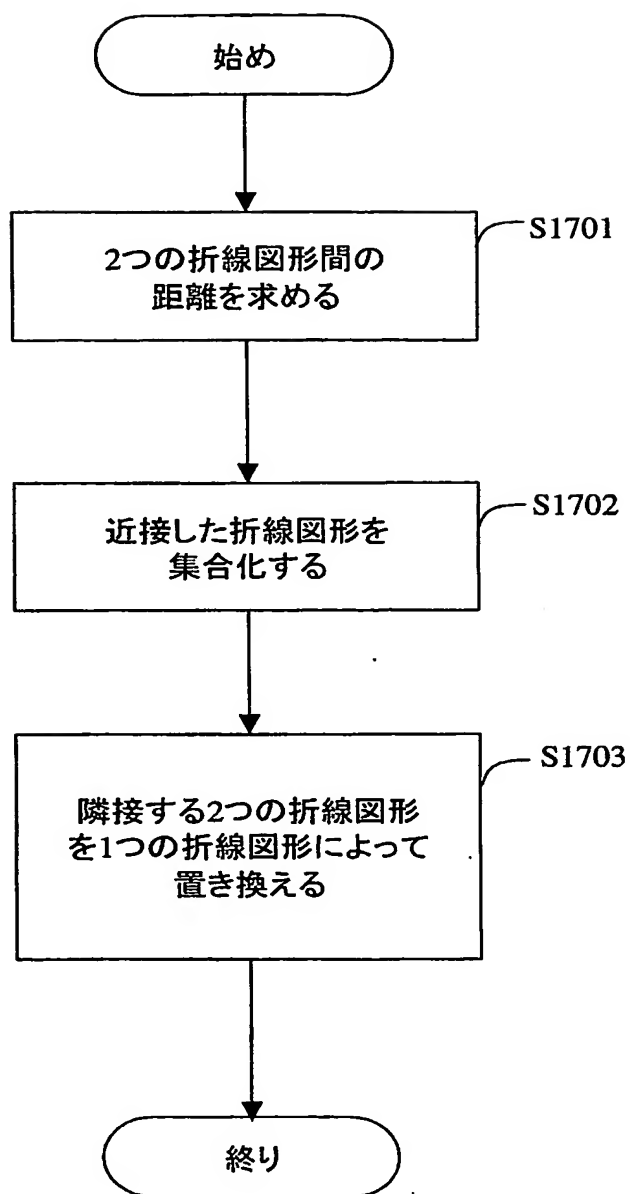 始め
S1701
2つの折線図形間の
距離を求める
S1702
近接した折線図形を
集合化する
S1703
隣接する2つの折線図形
を1つの折線図形によって
置き換える
終り